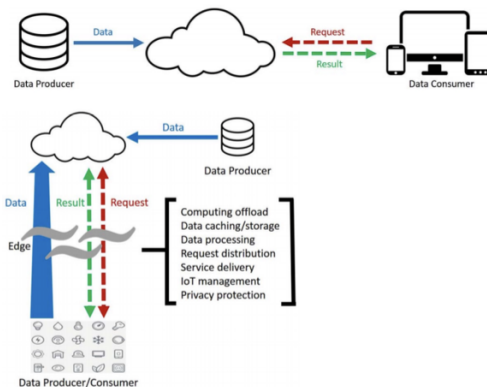 Data
Request
Result
Data Producer
Data Consumer
Data
Data Producer
Data
Result
Request
Edge
Computing offload
Data caching/storage
Data processing
Request distribution
Service delivery
IoT management
Privacy protection
Data Producer/Consumer